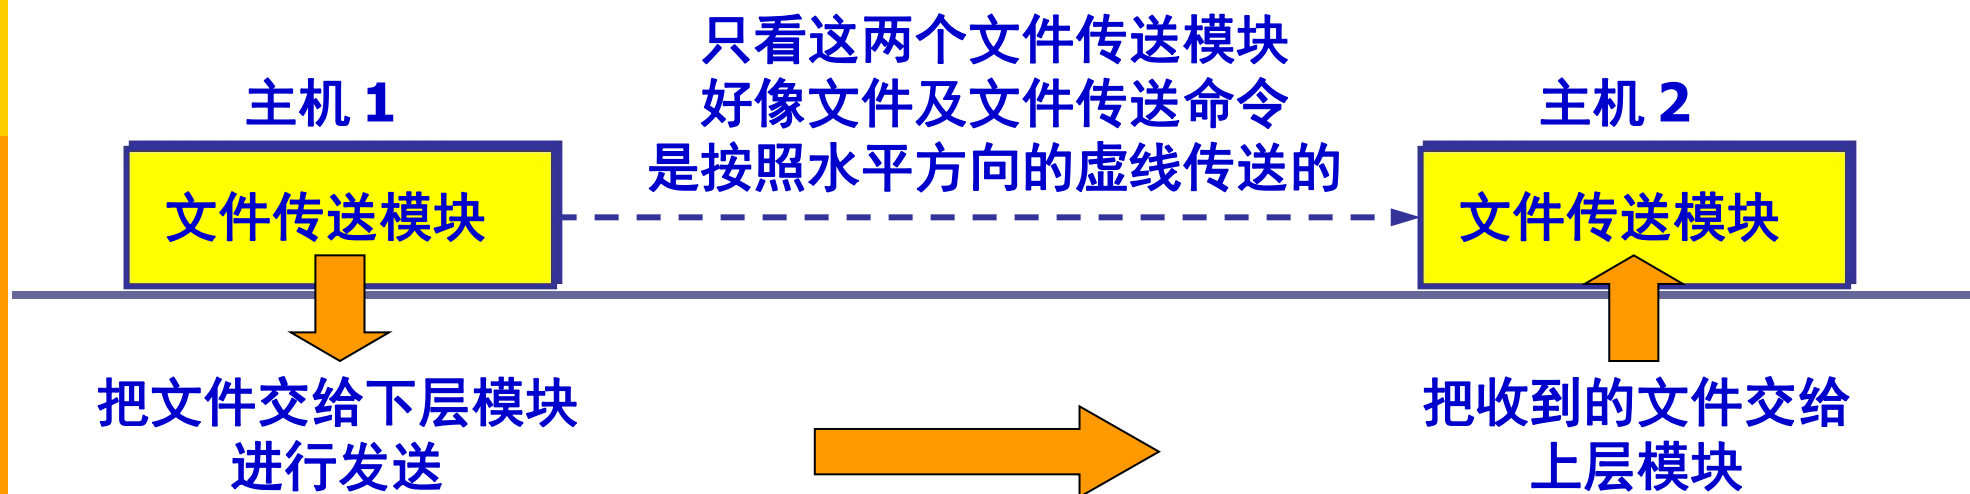 只看这两个文件传送模块
好像文件及文件传送命令
是按照水平方向的虚线传送的
主机 1
主机 2
文件传送模块
文件传送模块
把文件交给下层模块
进行发送
把收到的文件交给
上层模块